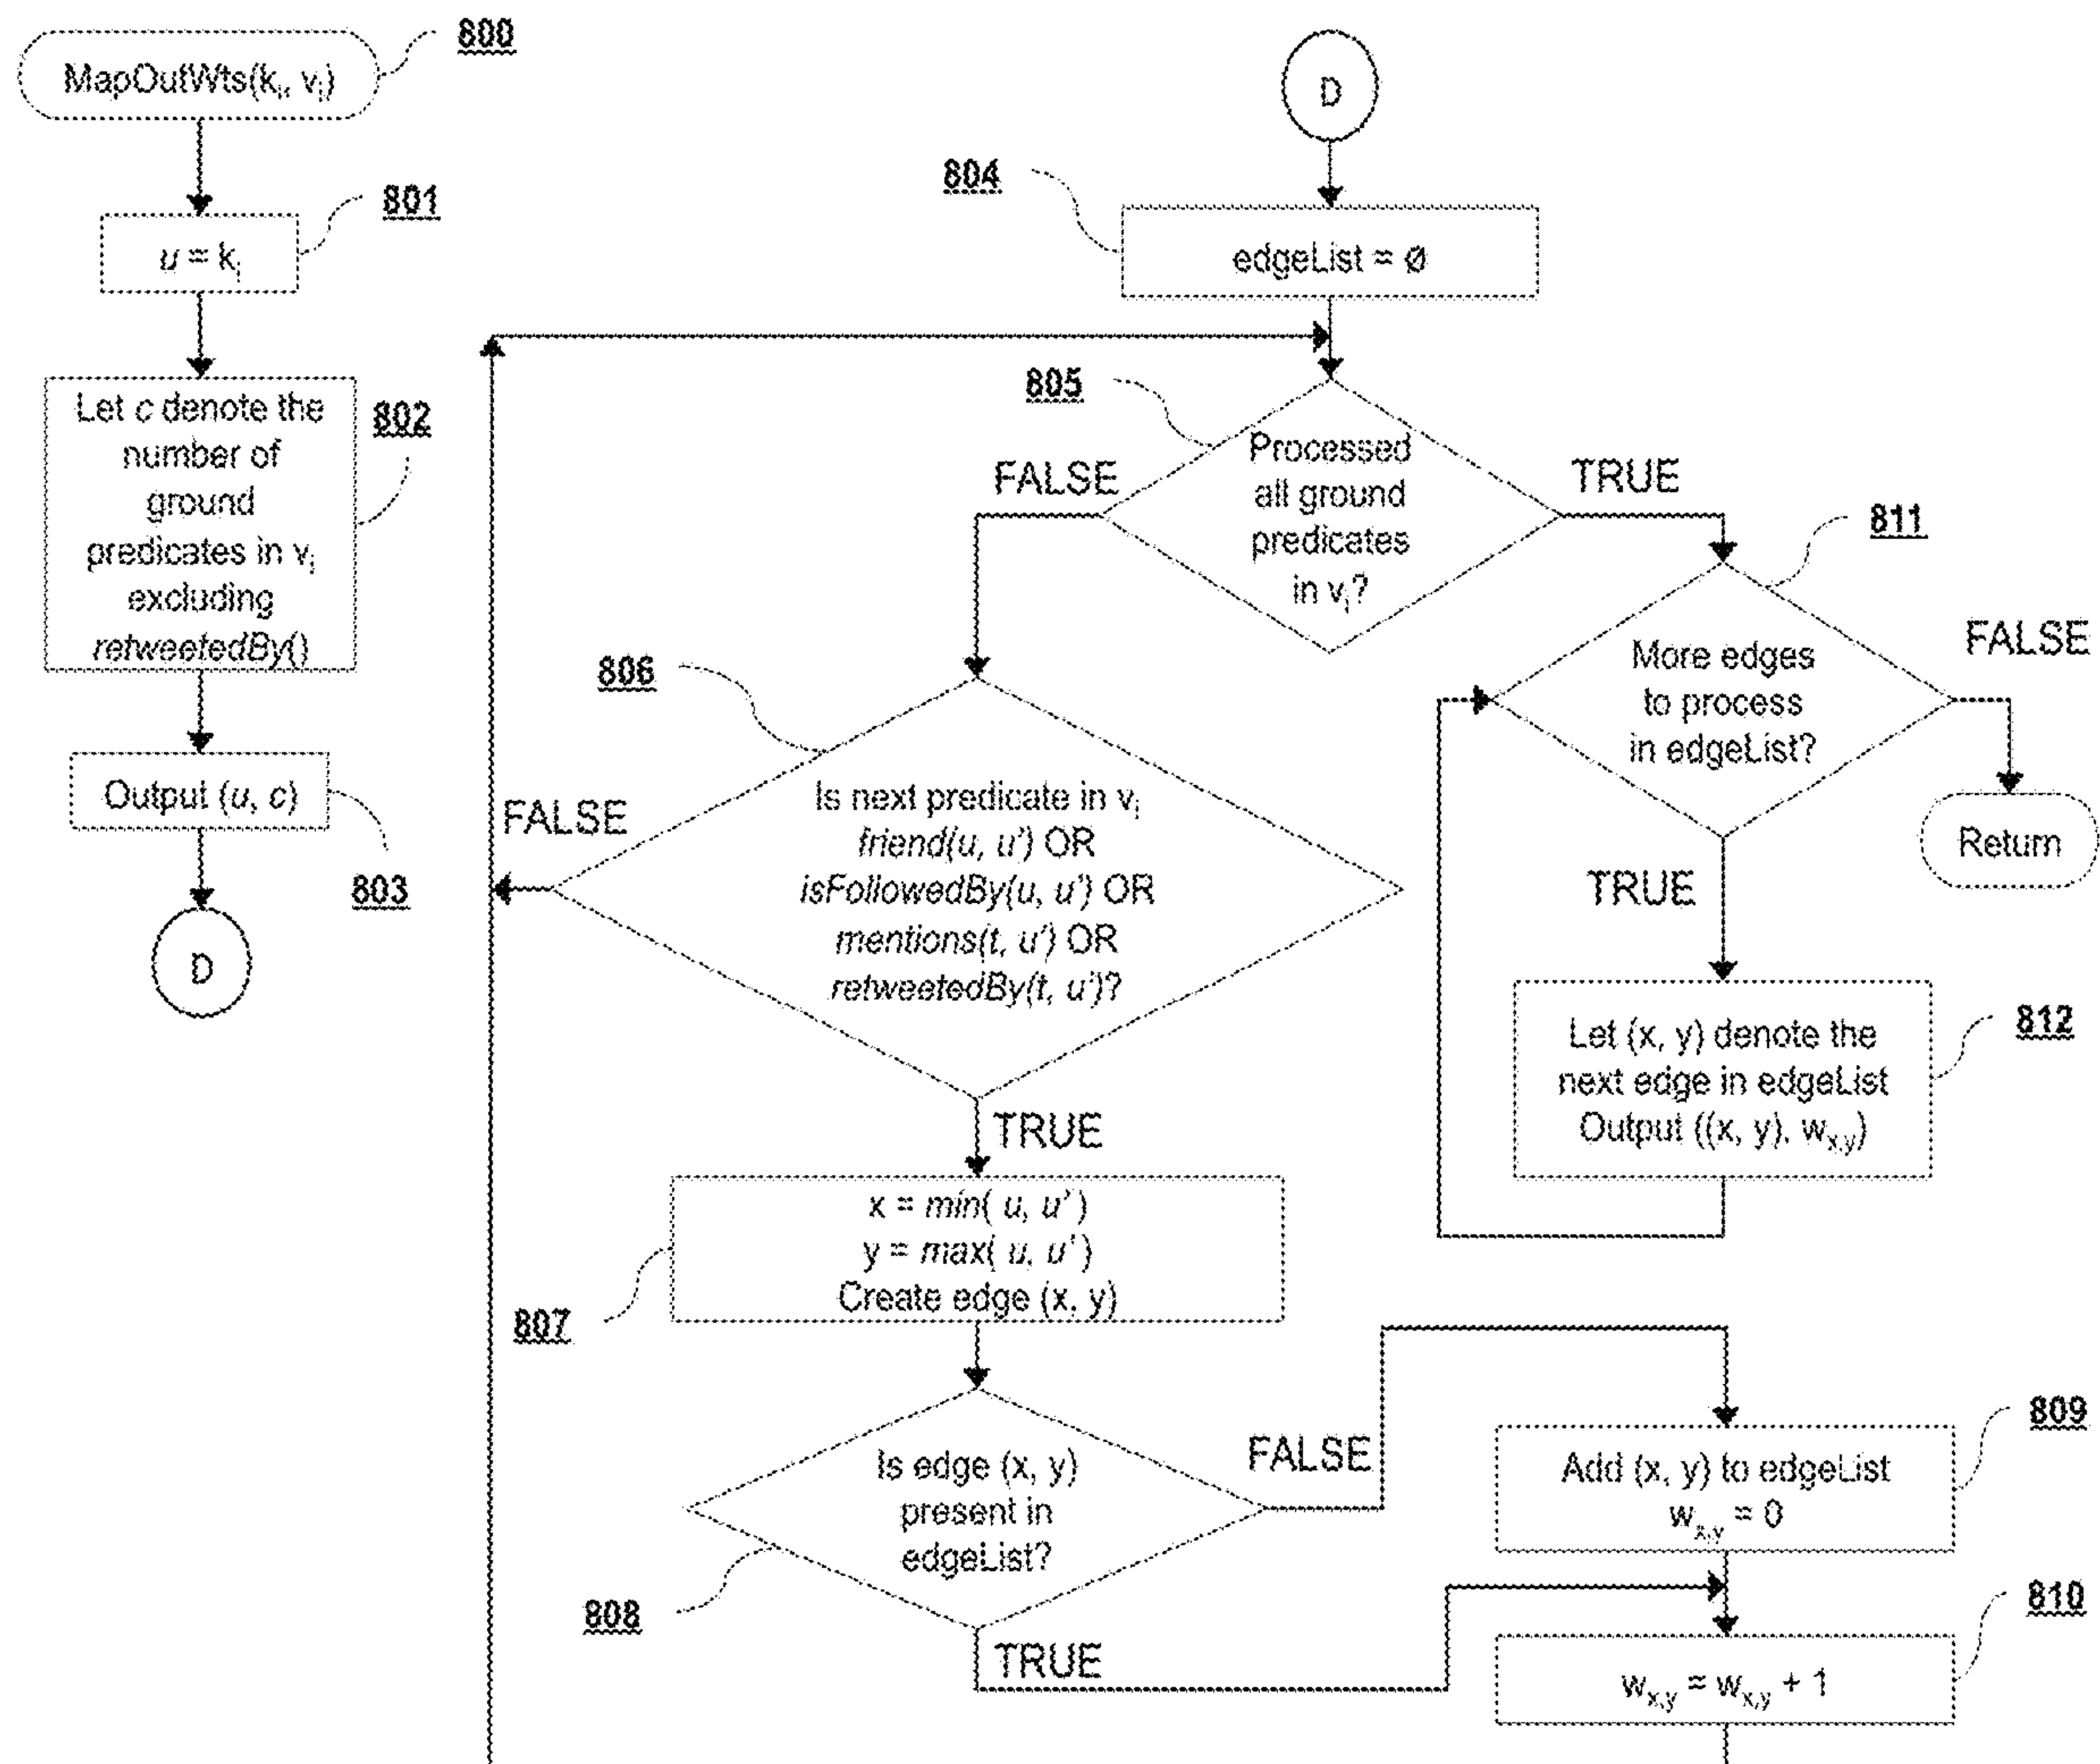 800
MapOutWts(kᵢ, vᵢ)
801
u = kᵢ
Let c denote the
number of
ground
predicates in vᵢ
excluding
retweetedBy()
802
Output (u, c)
803
D
D
804
edgeList = ø
805
Processed
all ground
predicates
in vᵢ?
FALSE
TRUE
806
Is next predicate in vᵢ
friend(u, u') OR
isFollowedBy(u, u') OR
mentions(t, u') OR
retweetedBy(t, u')?
FALSE
TRUE
x = min( u, u' )
y = max( u, u' )
Create edge (x, y)
807
Is edge (x, y)
present in
edgeList?
808
FALSE
TRUE
809
Add (x, y) to edgeList
w_{x,y} = 0
810
w_{x,y} = w_{x,y} + 1
811
More edges
to process
in edgeList?
FALSE
Return
TRUE
812
Let (x, y) denote the
next edge in edgeList
Output ((x, y), w_{x,y})